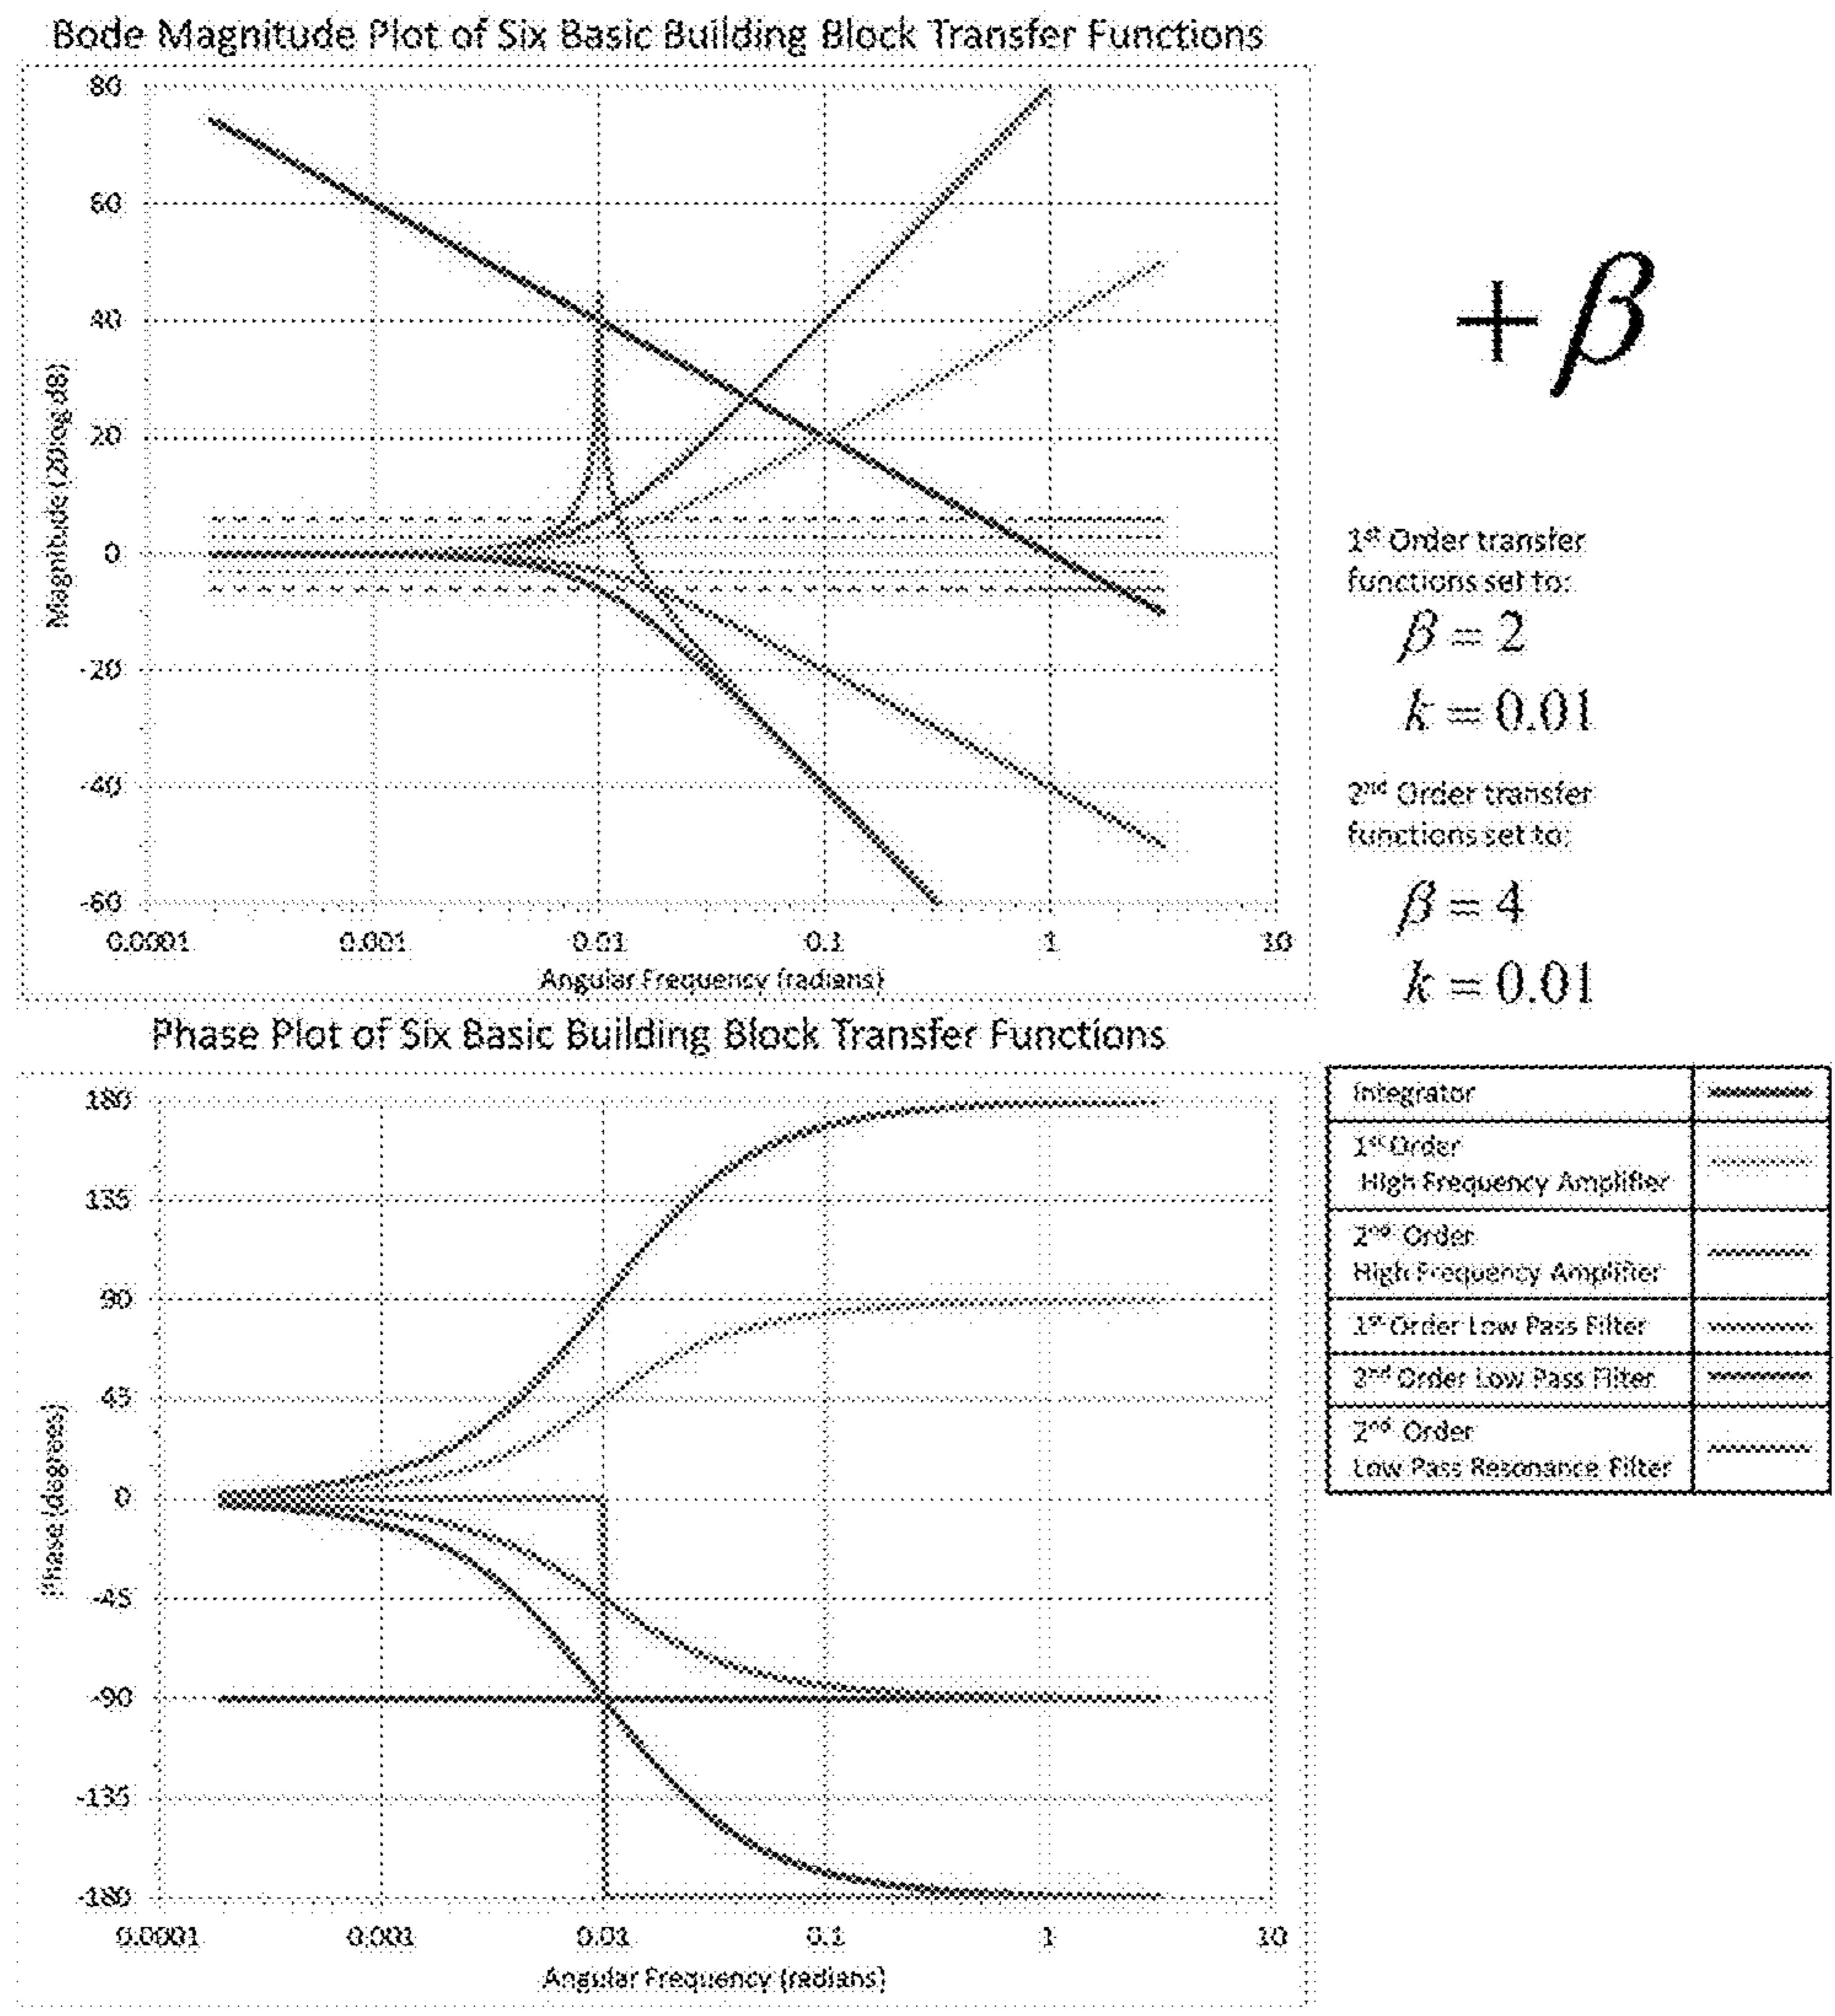 Bode Magnitude Plot of Six Basic Building Block Transfer Functions
80
60
40
20
0
-20
-40
-60
Magnitude (20log dB)
0.0001 0.001 0.01 0.1 1 10
Angular Frequency (radians)
+β
1st Order transfer
functions set to:
β = 2
k = 0.01
2nd Order transfer
functions set to:
β = 4
k = 0.01
Phase Plot of Six Basic Building Block Transfer Functions
180
135
90
45
0
-45
-90
-135
-180
Phase (degrees)
0.0001 0.001 0.01 0.1 1 10
Angular Frequency (radians)
Integrator
1st Order
High Frequency Amplifier
2nd Order
High Frequency Amplifier
1st Order Low Pass Filter
2nd Order Low Pass Filter
2nd Order
Low Pass Resonance Filter